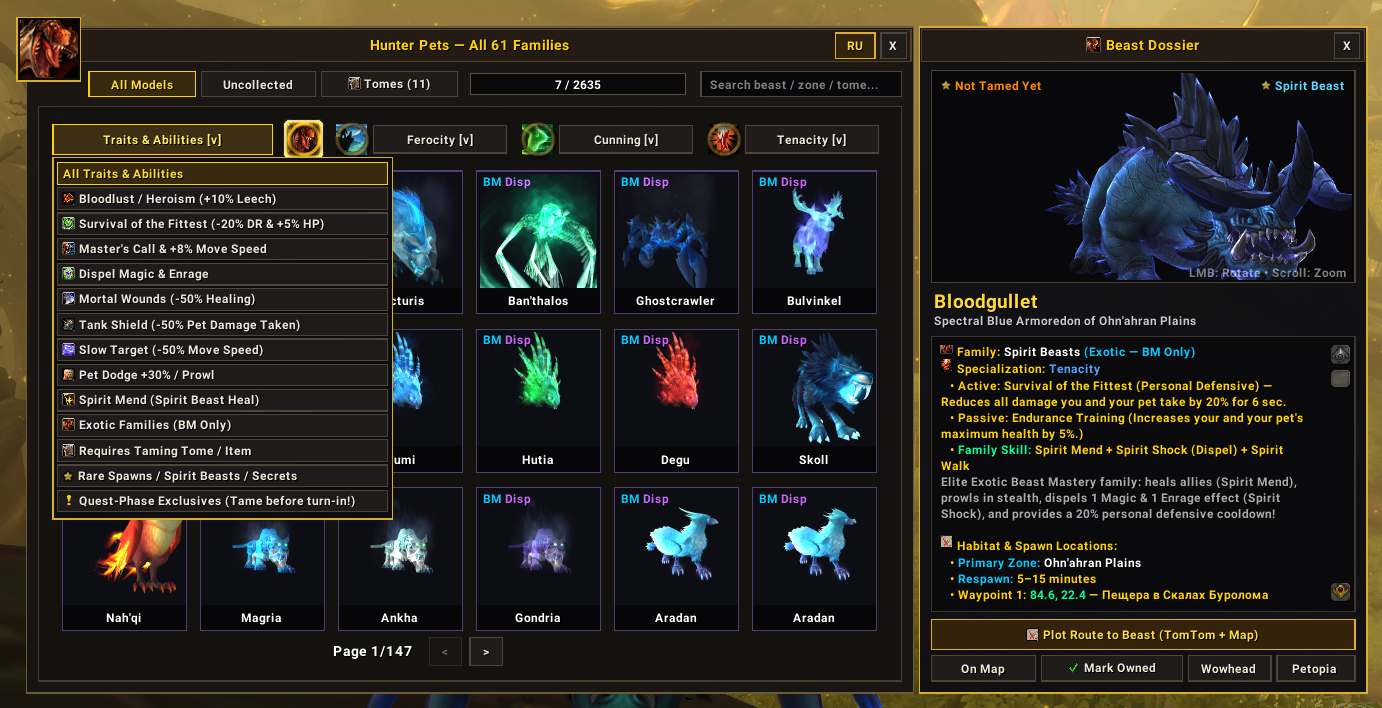 Hunter Pets — All 61 Families
RU
X
All Models
Uncollected
Tomes (11)
7 / 2635
Search beast / zone / tome...
Traits & Abilities [v]
Ferocity [v]
Cunning [v]
Tenacity [v]
All Traits & Abilities
Bloodlust / Heroism (+10% Leech)
Survival of the Fittest (-20% DR & +5% HP)
Master's Call & +8% Move Speed
Dispel Magic & Enrage
Mortal Wounds (-50% Healing)
Tank Shield (-50% Pet Damage Taken)
Slow Target (-50% Move Speed)
Pet Dodge +30% / Prowl
Spirit Mend (Spirit Beast Heal)
Exotic Families (BM Only)
Requires Taming Tome / Item
Rare Spawns / Spirit Beasts / Secrets
Quest-Phase Exclusives (Tame before turn-in!)
BM Disp
BM Disp
BM Disp
cturis
Ban'thalos
Ghostcrawler
Bulvinkel
BM Disp
BM Disp
BM Disp
umi
Hutia
Degu
Skoll
BM Disp
BM Disp
BM Disp
Nah'qi
Magria
Ankha
Gondria
Aradan
Aradan
Page 1/147
<
>
Beast Dossier
X
Not Tamed Yet
Spirit Beast
LMB: Rotate • Scroll: Zoom
Bloodgullet
Spectral Blue Armoredon of Ohn'ahran Plains
Family: Spirit Beasts (Exotic — BM Only)
Specialization: Tenacity
• Active: Survival of the Fittest (Personal Defensive) —
Reduces all damage you and your pet take by 20% for 6 sec.
• Passive: Endurance Training (Increases your and your pet's
maximum health by 5%.)
• Family Skill: Spirit Mend + Spirit Shock (Dispel) + Spirit
Walk
Elite Exotic Beast Mastery family: heals allies (Spirit Mend),
prowls in stealth, dispels 1 Magic & 1 Enrage effect (Spirit
Shock), and provides a 20% personal defensive cooldown!
Habitat & Spawn Locations:
• Primary Zone: Ohn'ahran Plains
• Respawn: 5–15 minutes
• Waypoint 1: 84.6, 22.4 — Пещера в Скалах Буролома
Plot Route to Beast (TomTom + Map)
On Map
Mark Owned
Wowhead
Petopia